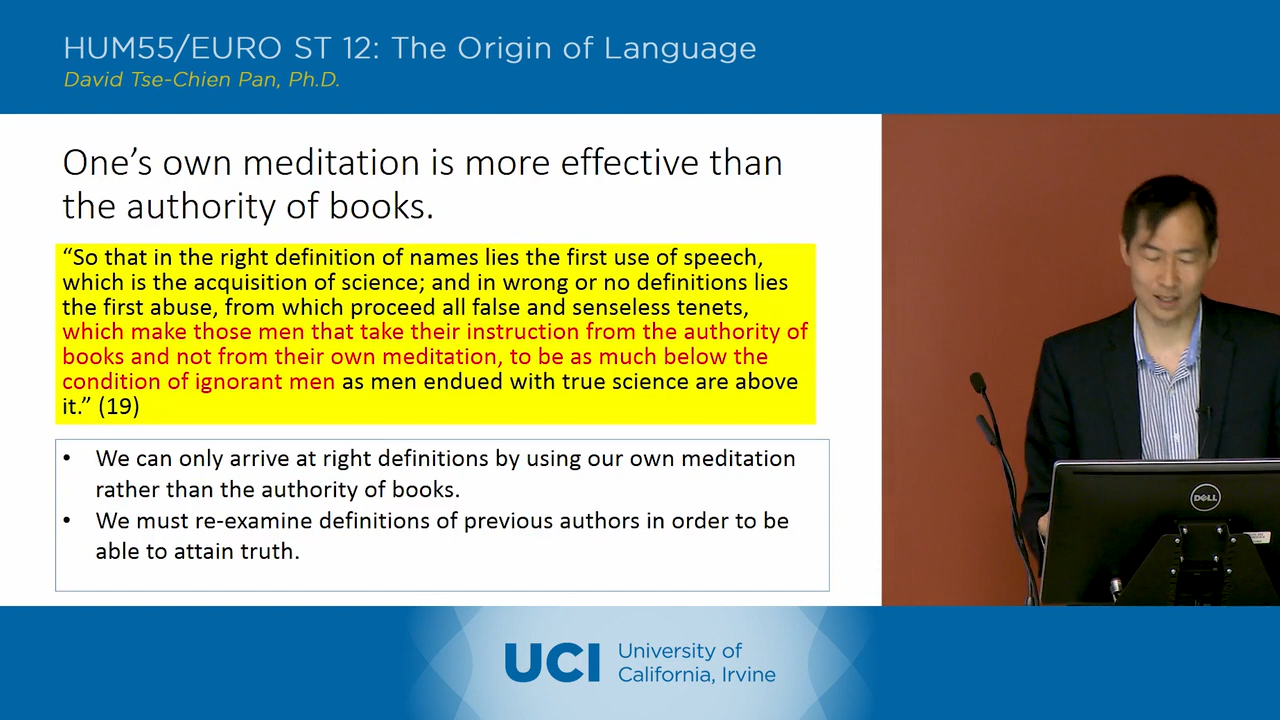 HUM55/EURO ST 12: The Origin of Language
David Tse-Chien Pan, Ph.D.
One’s own meditation is more effective than
the authority of books.
“So that in the right definition of names lies the first use of speech,
which is the acquisition of science; and in wrong or no definitions lies
the first abuse, from which proceed all false and senseless tenets,
which make those men that take their instruction from the authority of
books and not from their own meditation, to be as much below the
condition of ignorant men as men endued with true science are above
it.” (19)
• We can only arrive at right definitions by using our own meditation
rather than the authority of books.
• We must re-examine definitions of previous authors in order to be
able to attain truth.
DELL
UCI
University of
California, Irvine